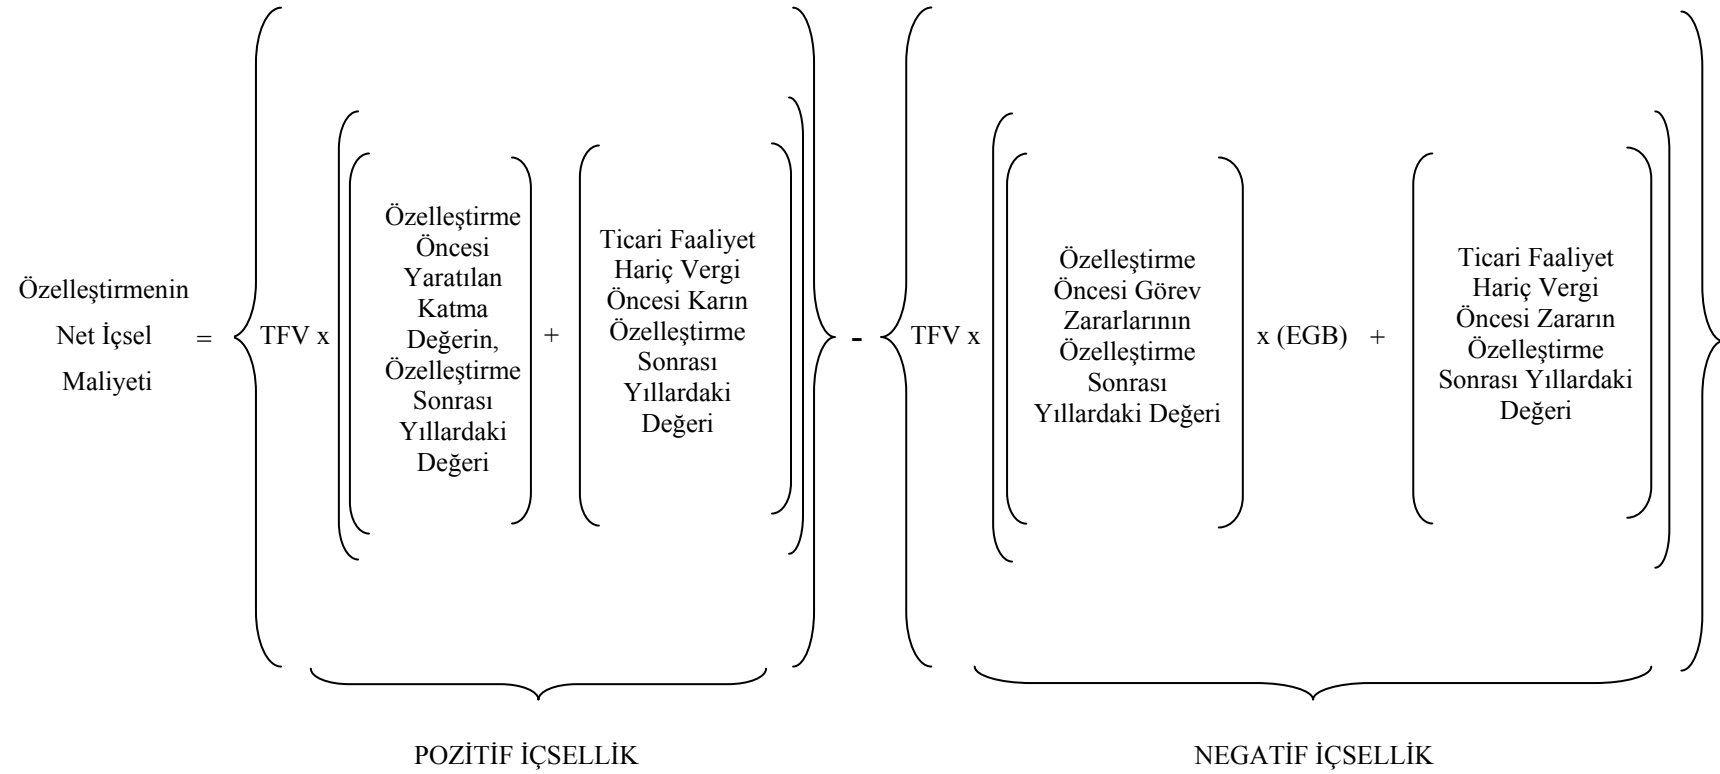 Özelleştirmenin
Net İçsel
Maliyeti
=
TFV x
Özelleştirme
Öncesi
Yaratılan
Katma
Değerin,
Özelleştirme
Sonrası
Yıllardaki
Değeri
+
Ticari Faaliyet
Hariç Vergi
Öncesi Karın
Özelleştirme
Sonrası
Yıllardaki
Değeri
-
TFV x
Özelleştirme
Öncesi Görev
Zararlarının
Özelleştirme
Sonrası
Yıllardaki Değeri
x (EGB) +
Ticari Faaliyet
Hariç Vergi
Öncesi Zararın
Özelleştirme
Sonrası Yıllardaki
Değeri
POZİTİF İÇSELLİK
NEGATİF İÇSELLİK